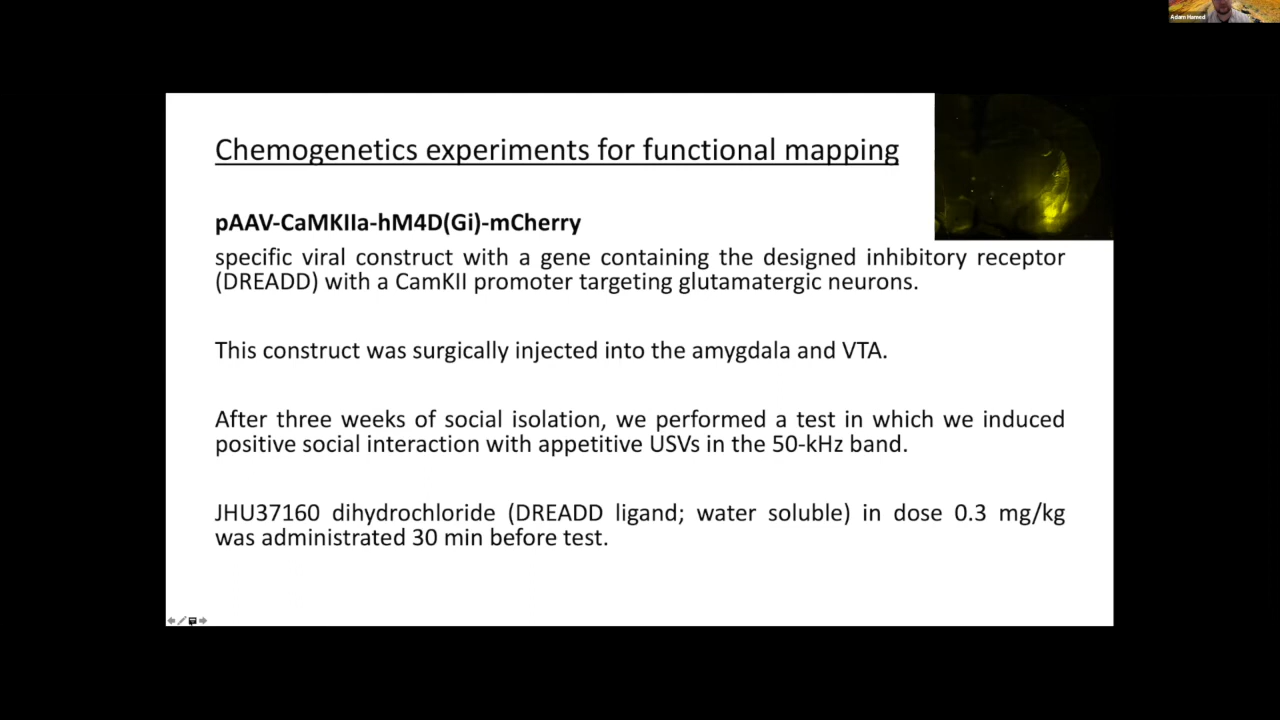 Adam Hamed
Chemogenetics experiments for functional mapping
pAAV-CaMKIIa-hM4D(Gi)-mCherry
specific viral construct with a gene containing the designed inhibitory receptor
(DREADD) with a CamKII promoter targeting glutamatergic neurons.
This construct was surgically injected into the amygdala and VTA.
After three weeks of social isolation, we performed a test in which we induced
positive social interaction with appetitive USVs in the 50-kHz band.
JHU37160 dihydrochloride (DREADD ligand; water soluble) in dose 0.3 mg/kg
was administrated 30 min before test.